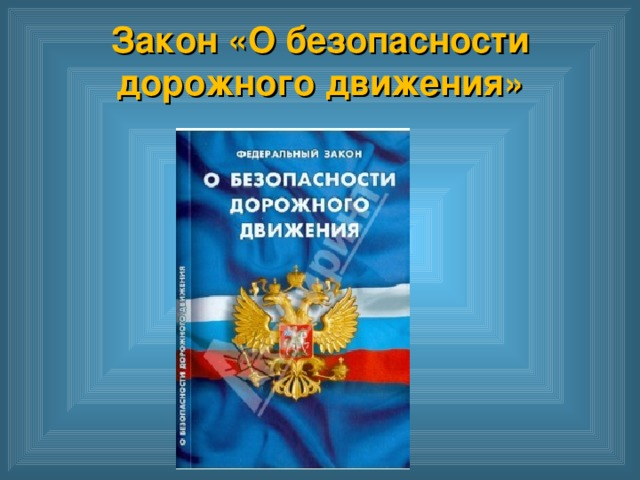 Закон «О безопасности
дорожного движения»
ФЕДЕРАЛЬНЫЙ ЗАКОН
О БЕЗОПАСНОСТИ
ДОРОЖНОГО
ДВИЖЕНИЯ
О БЕЗОПАСНОСТИ ДОРОЖНОГО ДВИЖЕНИЯ